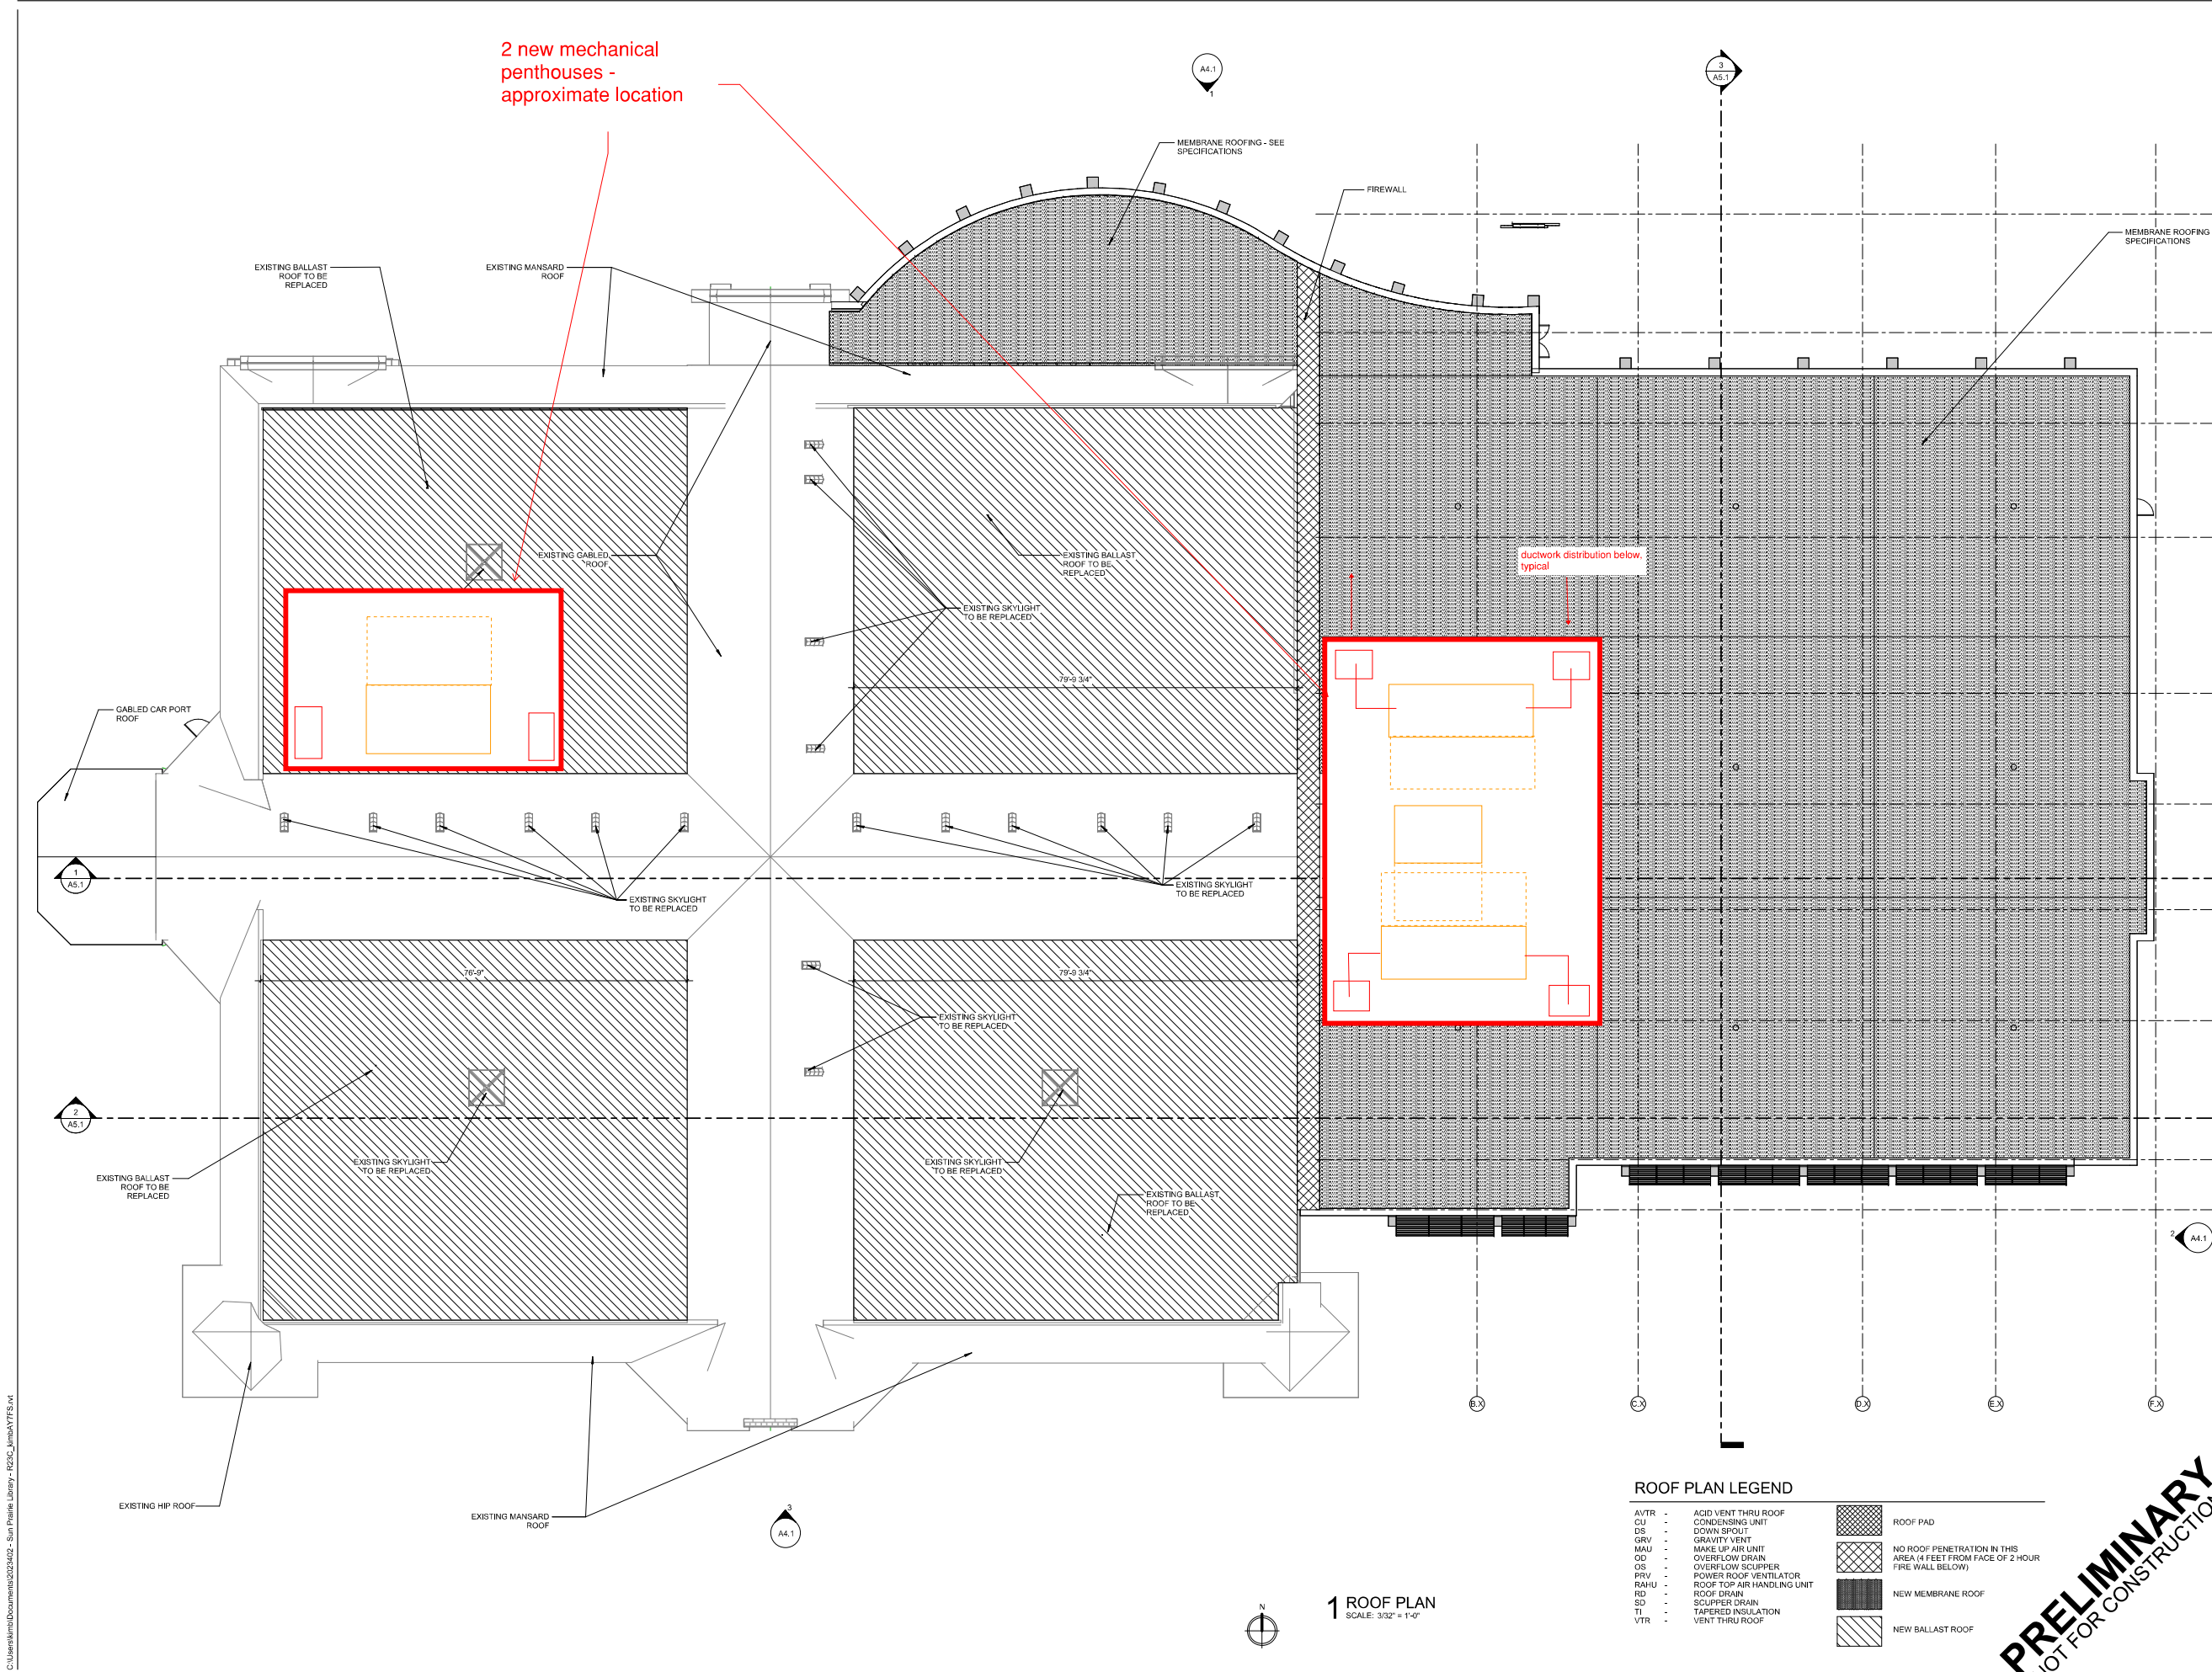 2 new mechanical
penthouses -
approximate location
A4.1
1
3
A5.1
MEMBRANE ROOFING - SEE
SPECIFICATIONS
FIREWALL
MEMBRANE ROOFING
SPECIFICATIONS
EXISTING BALLAST
ROOF TO BE
REPLACED
EXISTING MANSARD
ROOF
EXISTING GABLED
ROOF
EXISTING BALLAST
ROOF TO BE
REPLACED
ductwork distribution below,
typical
EXISTING SKYLIGHT
TO BE REPLACED
79'-9 3/4"
GABLED CAR PORT
ROOF
1
A5.1
EXISTING SKYLIGHT
TO BE REPLACED
EXISTING SKYLIGHT
TO BE REPLACED
76'-9"
79'-9 3/4"
EXISTING SKYLIGHT
TO BE REPLACED
2
A5.1
EXISTING BALLAST
ROOF TO BE
REPLACED
EXISTING SKYLIGHT
TO BE REPLACED
EXISTING SKYLIGHT
TO BE REPLACED
EXISTING BALLAST
ROOF TO BE
REPLACED
2
A4.1
B.X
C.X
D.X
E.X
F.X
EXISTING HIP ROOF
EXISTING MANSARD
ROOF
3
A4.1
N
1 ROOF PLAN
SCALE: 3/32" = 1'-0"
ROOF PLAN LEGEND
AVTR - ACID VENT THRU ROOF
CU - CONDENSING UNIT
DS - DOWN SPOUT
GRV - GRAVITY VENT
MAU - MAKE UP AIR UNIT
OD - OVERFLOW DRAIN
OS - OVERFLOW SCUPPER
PRV - POWER ROOF VENTILATOR
RAHU - ROOF TOP AIR HANDLING UNIT
RD - ROOF DRAIN
SD - SCUPPER DRAIN
TI - TAPERED INSULATION
VTR - VENT THRU ROOF
ROOF PAD
NO ROOF PENETRATION IN THIS
AREA (4 FEET FROM FACE OF 2 HOUR
FIRE WALL BELOW)
NEW MEMBRANE ROOF
NEW BALLAST ROOF
PRELIMINARY
NOT FOR CONSTRUCTION
C:\Users\kimb\Documents\2023402 - Sun Prairie Library - R23C_kimbAY7FS.rvt